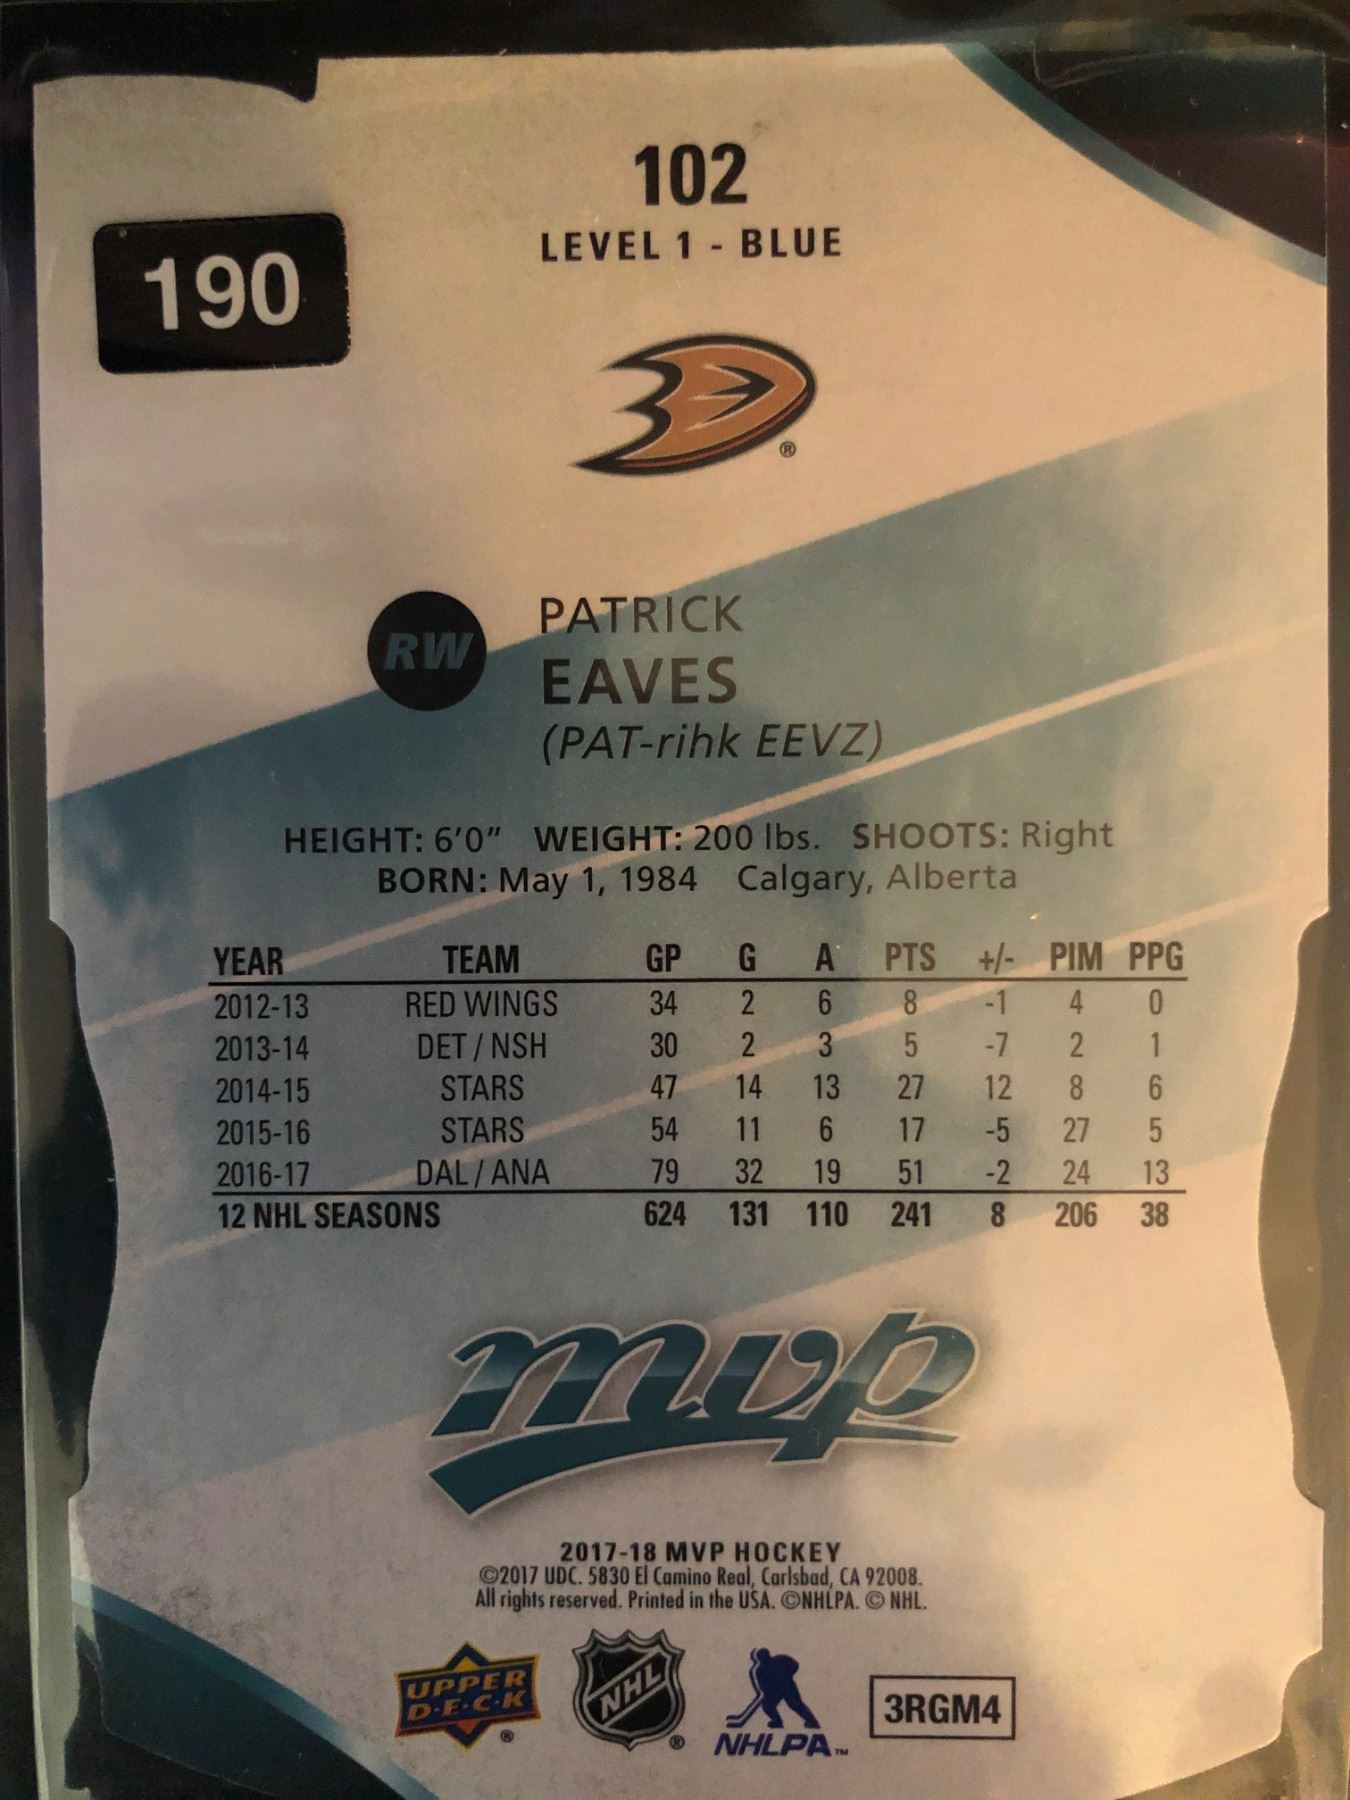 102
LEVEL 1 - BLUE
190
®
RW
PATRICK
EAVES
(PAT-rihk EEVZ)
HEIGHT: 6'0" WEIGHT: 200 lbs. SHOOTS: Right
BORN: May 1, 1984 Calgary, Alberta
YEAR TEAM GP G A PTS +/- PIM PPG
2012-13 RED WINGS 34 2 6 8 -1 4 0
2013-14 DET / NSH 30 2 3 5 -7 2 1
2014-15 STARS 47 14 13 27 12 8 6
2015-16 STARS 54 11 6 17 -5 27 5
2016-17 DAL / ANA 79 32 19 51 -2 24 13
12 NHL SEASONS 624 131 110 241 8 206 38
mvp
2017-18 MVP HOCKEY
©2017 UDC. 5830 El Camino Real, Carlsbad, CA 92008.
All rights reserved. Printed in the USA. ©NHLPA. © NHL.
UPPER
D·E·C·K
®
NHL
®
NHLPA™
3RGM4